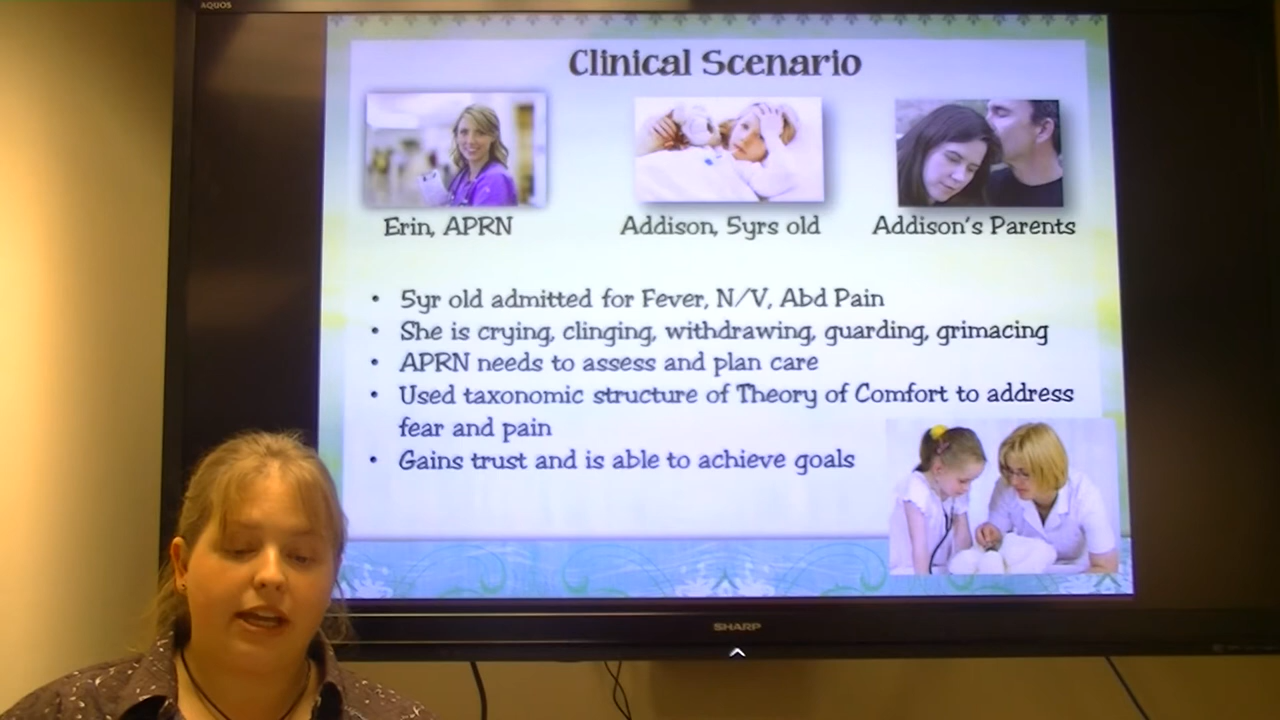 AQUOS
Clinical Scenario
Erin, APRN
Addison, 5yrs old
Addison's Parents
• 5yr old admitted for Fever, N/V, Abd Pain
• She is crying, clinging, withdrawing, guarding, grimacing
• APRN needs to assess and plan care
• Used taxonomic structure of Theory of Comfort to address
fear and pain
• Gains trust and is able to achieve goals
SHARP